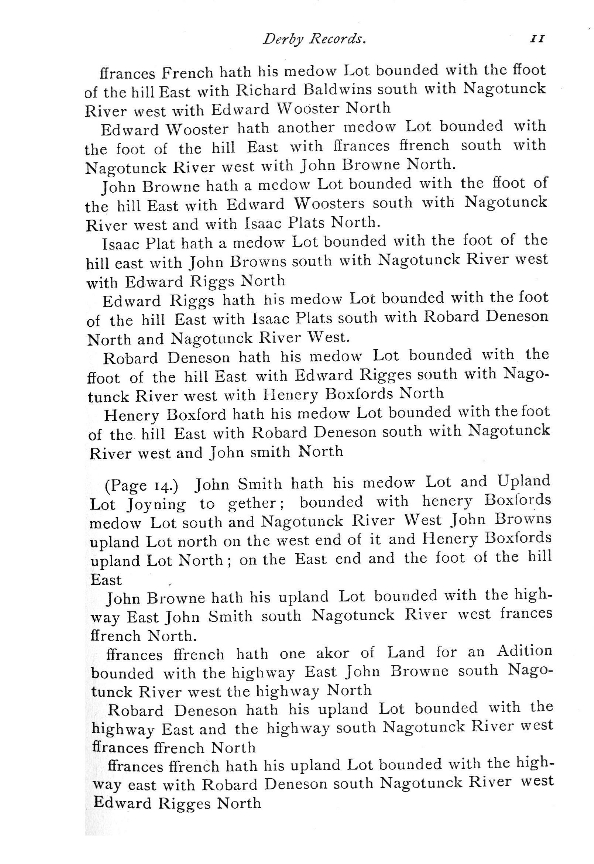 Derby Records. 11
ffrances French hath his medow Lot bounded with the ffoot
of the hill East with Richard Baldwins south with Nagotunck
River west with Edward Wooster North
Edward Wooster hath another medow Lot bounded with
the foot of the hill East with ffrances ffrench south with
Nagotunck River west with John Browne North.
John Browne hath a medow Lot bounded with the ffoot of
the hill East with Edward Woosters south with Nagotunck
River west and with Isaac Plats North.
Isaac Plat hath a medow Lot bounded with the foot of the
hill east with John Browns south with Nagotunck River west
with Edward Riggs North
Edward Riggs hath his medow Lot bounded with the foot
of the hill East with Isaac Plats south with Robard Deneson
North and Nagotunck River West.
Robard Deneson hath his medow Lot bounded with the
ffoot of the hill East with Edward Rigges south with Nago-
tunck River west with Henery Boxfords North
Henery Boxford hath his medow Lot bounded with the foot
of the hill East with Robard Deneson south with Nagotunck
River west and John smith North
(Page 14.) John Smith hath his medow Lot and Upland
Lot Joyning to gether; bounded with henery Boxfords
medow Lot south and Nagotunck River West John Browns
upland Lot north on the west end of it and Henery Boxfords
upland Lot North; on the East end and the foot of the hill
East
John Browne hath his upland Lot bounded with the high-
way East John Smith south Nagotunck River west frances
ffrench North.
ffrances ffrench hath one akor of Land for an Adition
bounded with the highway East John Browne south Nago-
tunck River west the highway North
Robard Deneson hath his upland Lot bounded with the
highway East and the highway south Nagotunck River west
ffrances ffrench North
ffrances ffrench hath his upland Lot bounded with the high-
way east with Robard Deneson south Nagotunck River west
Edward Rigges North